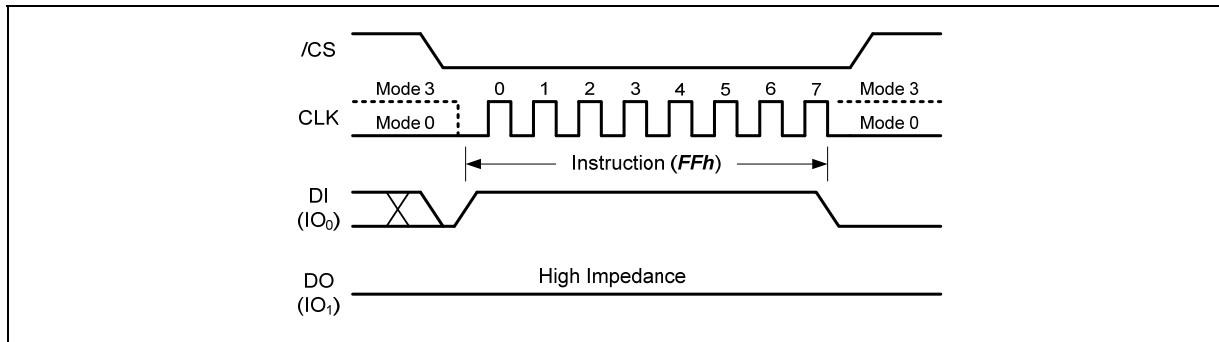 /CS
Mode 3 0 1 2 3 4 5 6 7 Mode 3
CLK
Mode 0 Mode 0
Instruction (FFh)
DI
(IO₀)
High Impedance
DO
(IO₁)